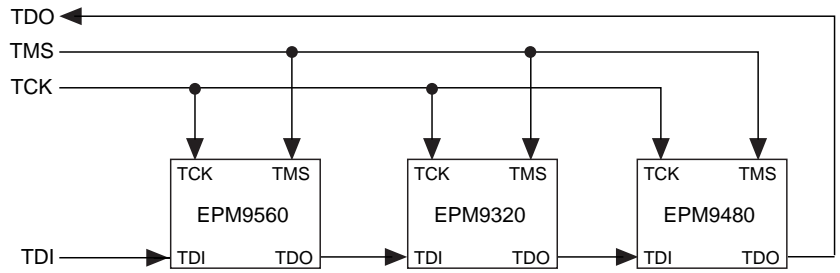 TDO
TMS
TCK
TCK TMS TCK TMS TCK TMS
EPM9560 EPM9320 EPM9480
TDI TDI TDO TDI TDO TDI TDO